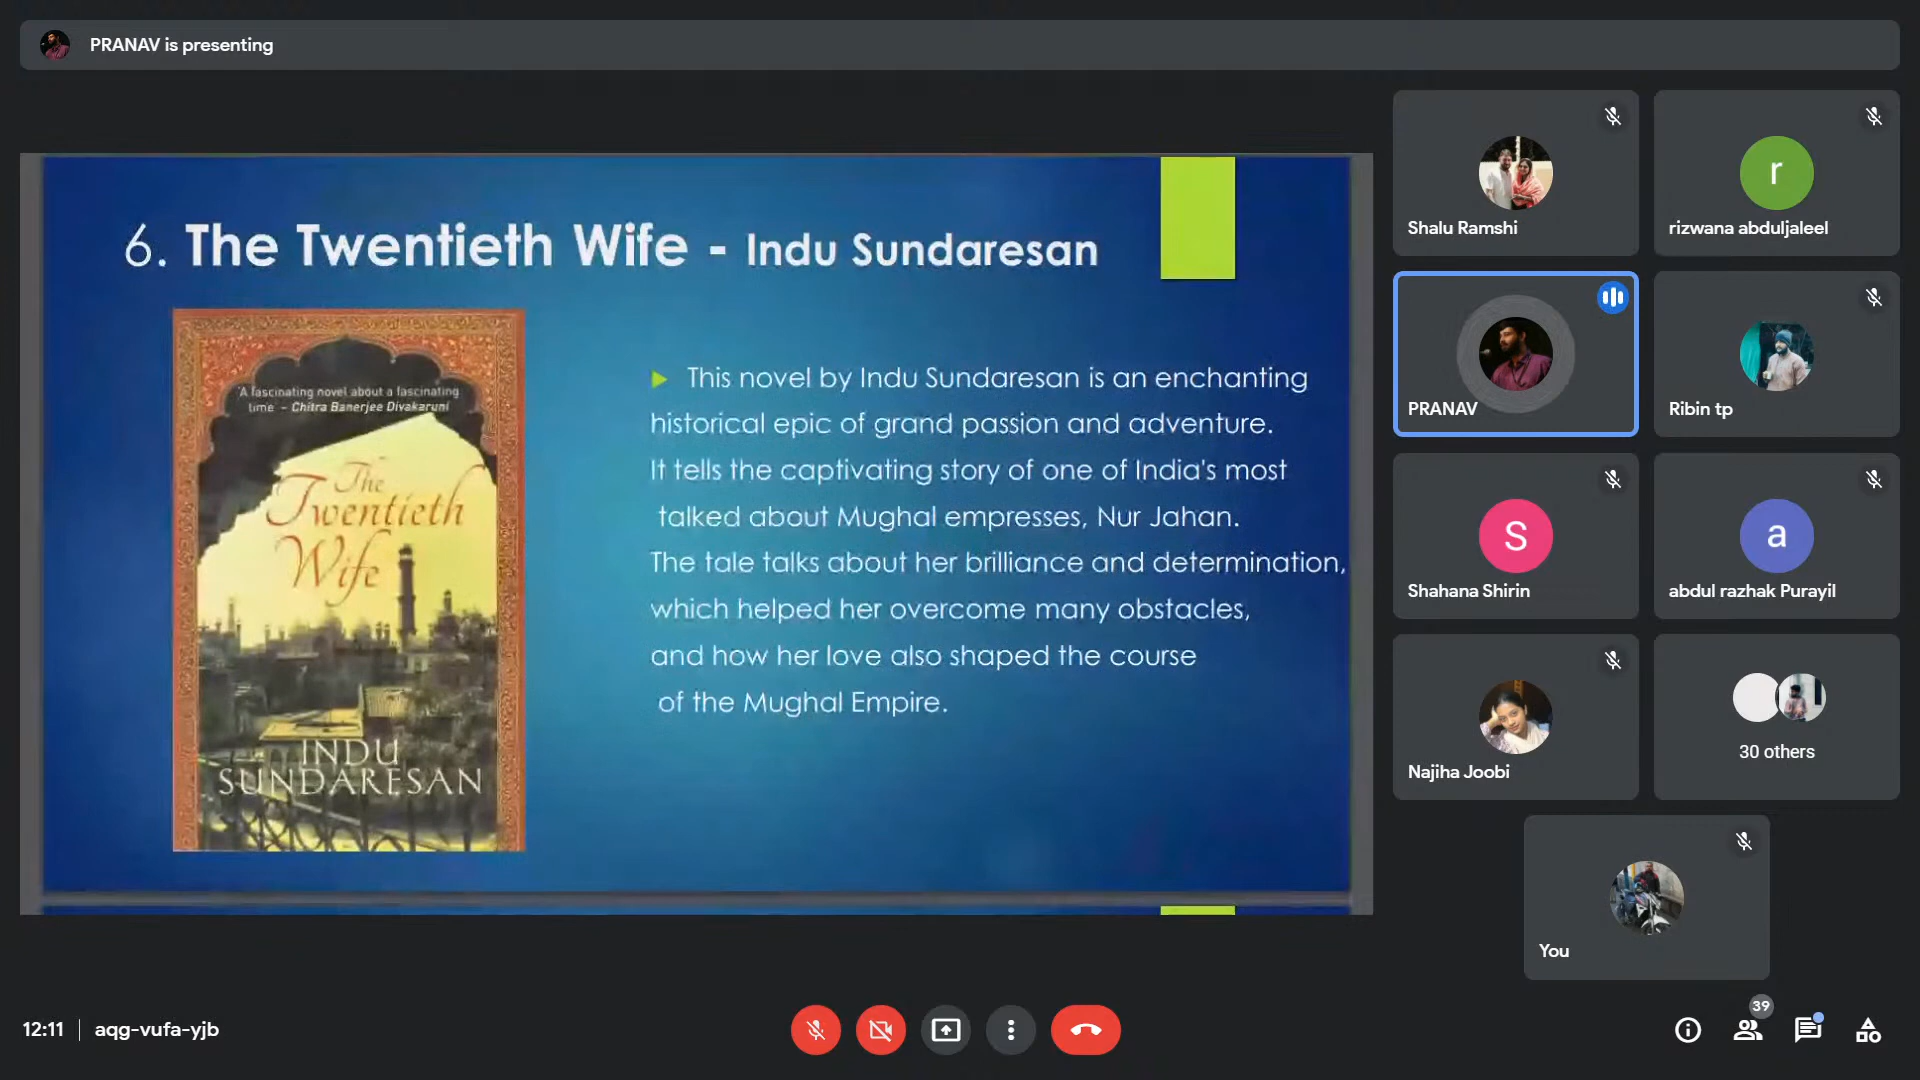 PRANAV is presenting
6. The Twentieth Wife - Indu Sundaresan
'A fascinating novel about a fascinating
time - Chitra Banerjee Divakaruni
The
Twentieth
Wife
INDU
SUNDARESAN
This novel by Indu Sundaresan is an enchanting
historical epic of grand passion and adventure.
It tells the captivating story of one of India's most
talked about Mughal empresses, Nur Jahan.
The tale talks about her brilliance and determination,
which helped her overcome many obstacles,
and how her love also shaped the course
of the Mughal Empire.
Shalu Ramshi
r
rizwana abduljaleel
PRANAV
Ribin tp
S
Shahana Shirin
a
abdul razhak Purayil
Najiha Joobi
30 others
You
12:11 | aqg-vufa-yjb
39